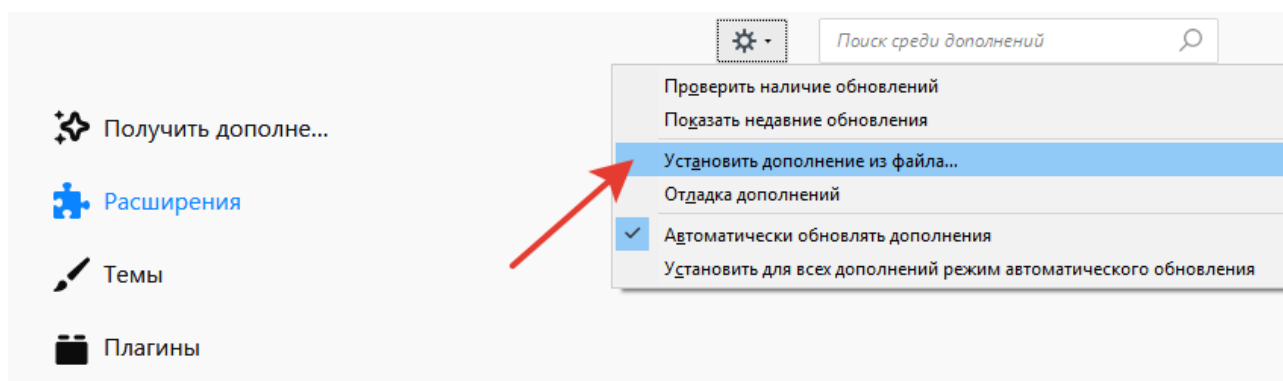 Поиск среди дополнений
Проверить наличие обновлений
Показать недавние обновления
Установить дополнение из файла...
Отладка дополнений
Автоматически обновлять дополнения
Установить для всех дополнений режим автоматического обновления
Получить дополне...
Расширения
Темы
Плагины